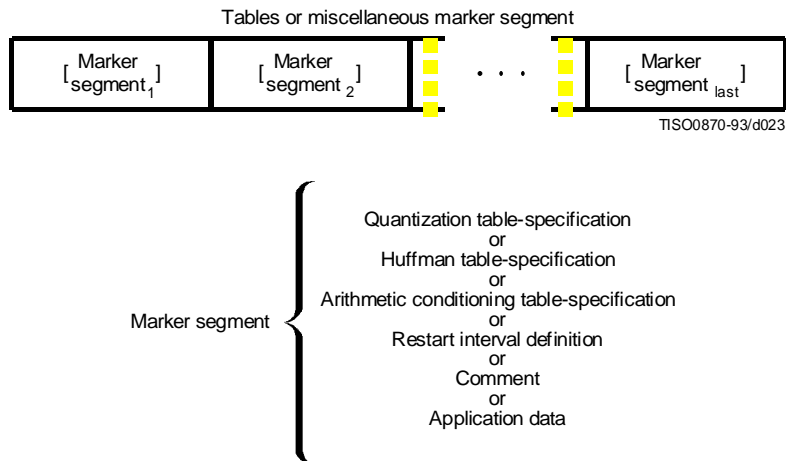 Tables or miscellaneous marker segment
[ Marker segment 1 ] [ Marker segment 2 ] . . . [ Marker segment last ]
TISO0870-93/d023
Quantization table-specification
or
Huffman table-specification
or
Arithmetic conditioning table-specification
or
Marker segment
Restart interval definition
or
Comment
or
Application data